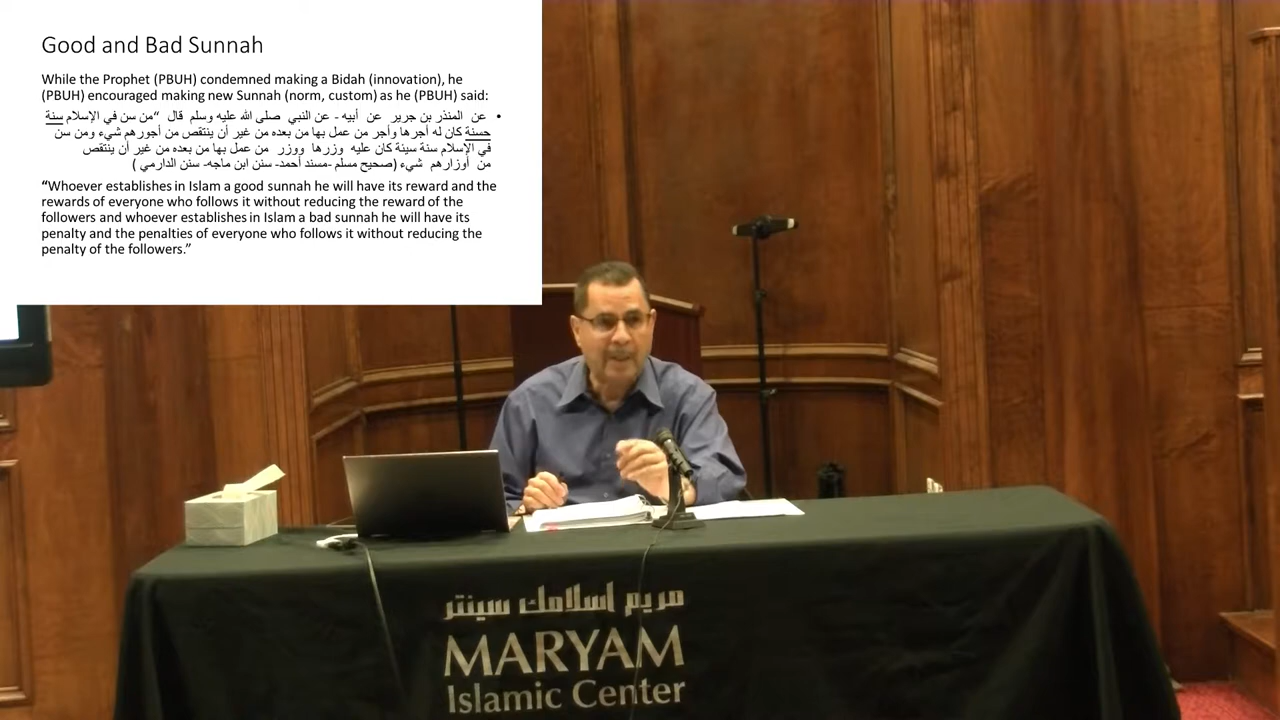 Good and Bad Sunnah
While the Prophet (PBUH) condemned making a Bidah (innovation), he
(PBUH) encouraged making new Sunnah (norm, custom) as he (PBUH) said:
• عن المنذر بن جرير عن أبيه - عن النبي صلى الله عليه وسلم قال "من سن في الإسلام سنة
حسنة كان له أجرها وأجر من عمل بها من بعده من غير أن ينتقص من أجورهم شيء ومن سن
في الإسلام سنة سيئة كان عليه وزرها ووزر من عمل بها من بعده من غير أن ينتقص
من أوزارهم شيء (صحيح مسلم -مسند أحمد- سنن ابن ماجه- سنن الدارمي )
“Whoever establishes in Islam a good sunnah he will have its reward and the
rewards of everyone who follows it without reducing the reward of the
followers and whoever establishes in Islam a bad sunnah he will have its
penalty and the penalties of everyone who follows it without reducing the
penalty of the followers.”
مريم اسلامك سينتر
MARYAM
Islamic Center